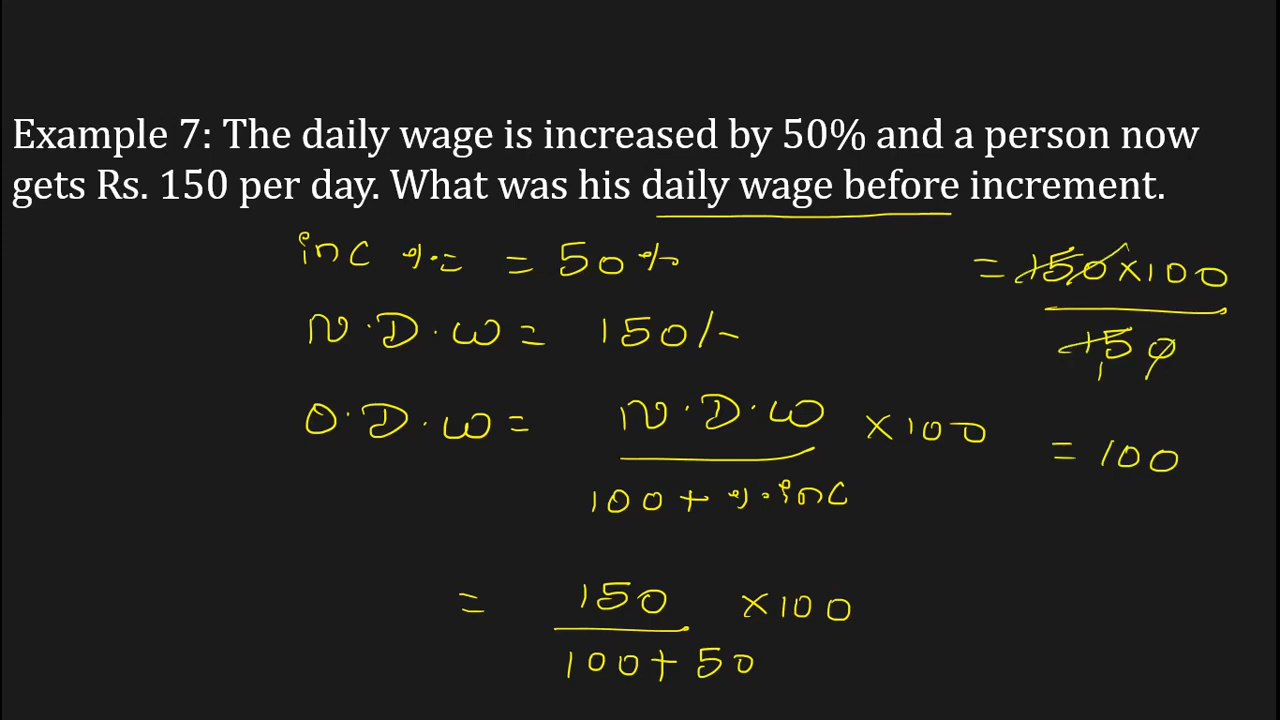 Example 7: The daily wage is increased by 50% and a person now
gets Rs. 150 per day. What was his daily wage before increment.
inc %= = 50%
N.D.W = 150/-
O.D.W = N.D.W
100 + %.inc
×100
= 150
100+ 50
×100
= 150×100
150
1
= 100